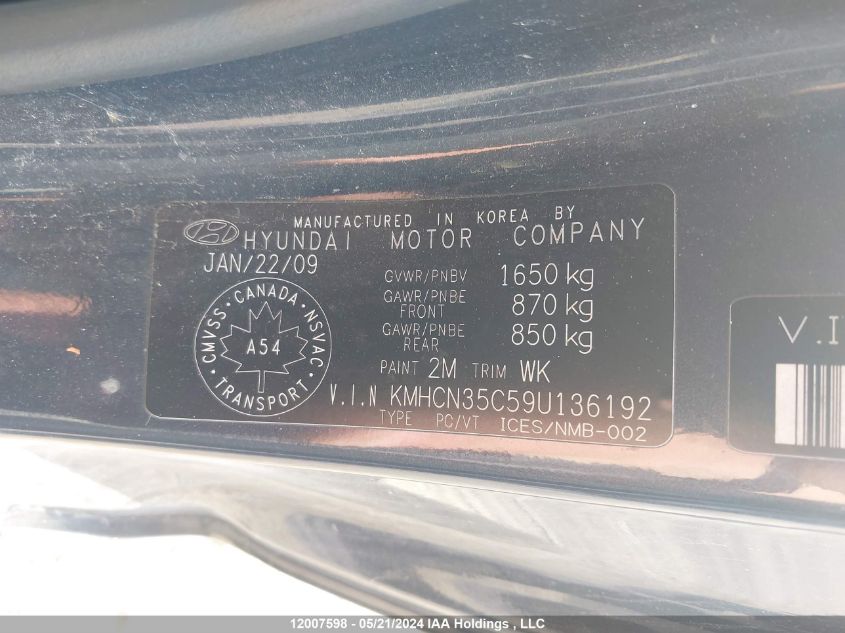 MANUFACTURED IN KOREA BY
HYUNDAI MOTOR COMPANY
JAN/22/09
GVWR/PNBV 1650 kg
GAWR/PNBE FRONT 870 kg
GAWR/PNBE REAR 850 kg
CMVSS · CANADA · NSVAC · TRANSPORT ·
A54
PAINT 2M TRIM WK
V.I.N KMHCN35C59U136192
TYPE PC/VT ICES/NMB-002
12007598 - 05/21/2024 IAA Holdings , LLC